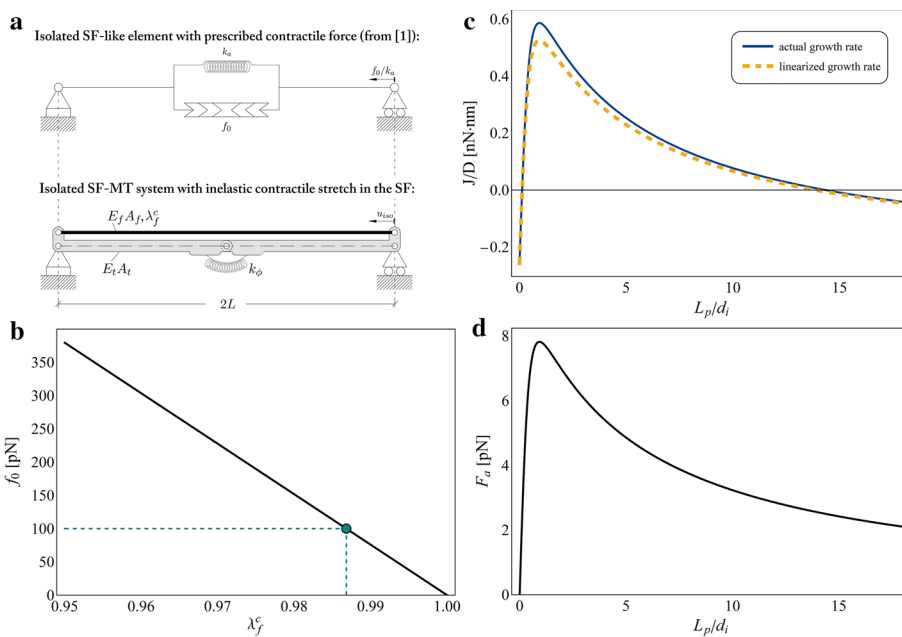 a
Isolated SF-like element with prescribed contractile force (from [1]):
k_a
f_0/k_a
f_0
Isolated SF-MT system with inelastic contractile stretch in the SF:
E_f A_f, λ_f^c
u_iso
E_t A_t
k_ϕ
2L
b
f_0 [pN]
350
300
250
200
150
100
50
0
0.95
0.96
0.97
0.98
0.99
1.00
λ_f^c
c
J/D [nN·nm]
0.6
0.4
0.2
0.0
−0.2
actual growth rate
linearized growth rate
0
5
10
15
L_p/d_i
d
F_a [pN]
8
6
4
2
0
0
5
10
15
L_p/d_i